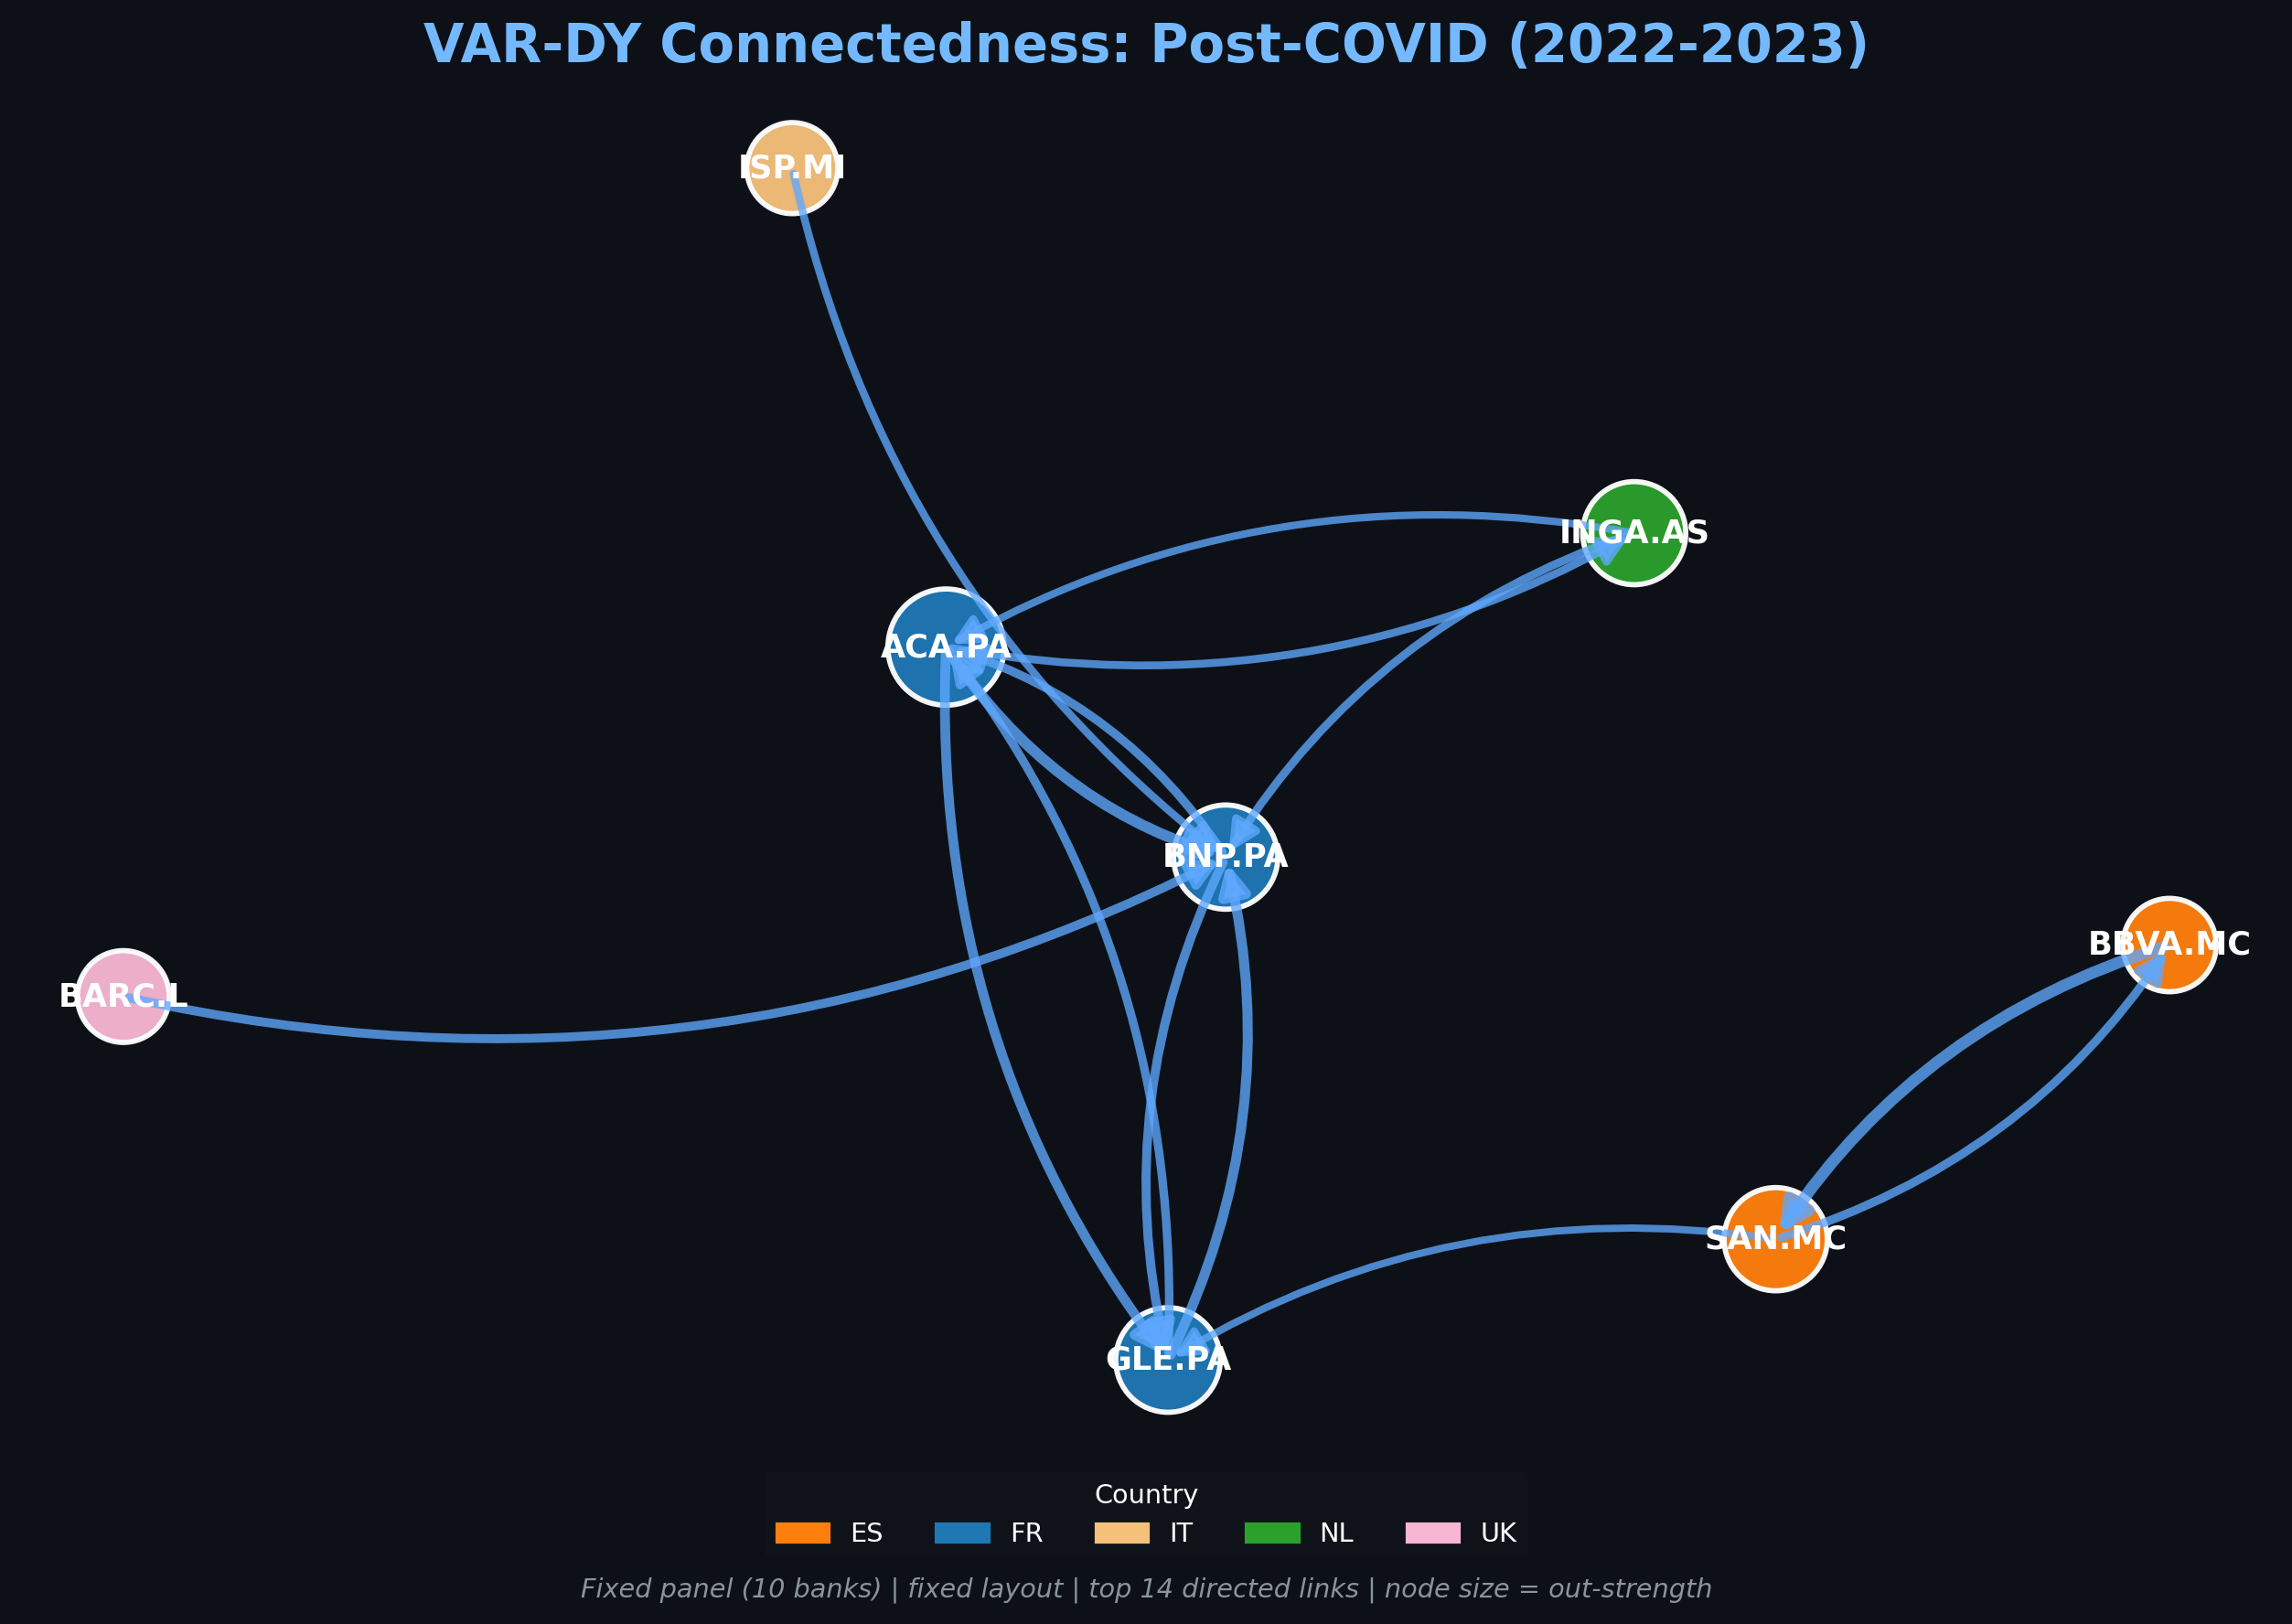 VAR-DY Connectedness: Post-COVID (2022-2023)
ISP.MI
INGA.AS
ACA.PA
BNP.PA
BBVA.MC
BARC.L
SAN.MC
GLE.PA
Country
ES FR IT NL UK
Fixed panel (10 banks) | fixed layout | top 14 directed links | node size = out-strength